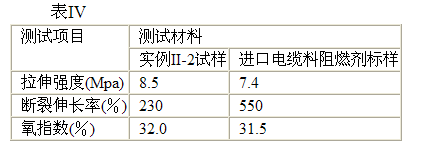 表IV
测试项目 测试材料
实例II-2试样 进口电缆料阻燃剂标样
拉伸强度(Mpa) 8.5 7.4
断裂伸长率(%) 230 550
氧指数(%) 32.0 31.5